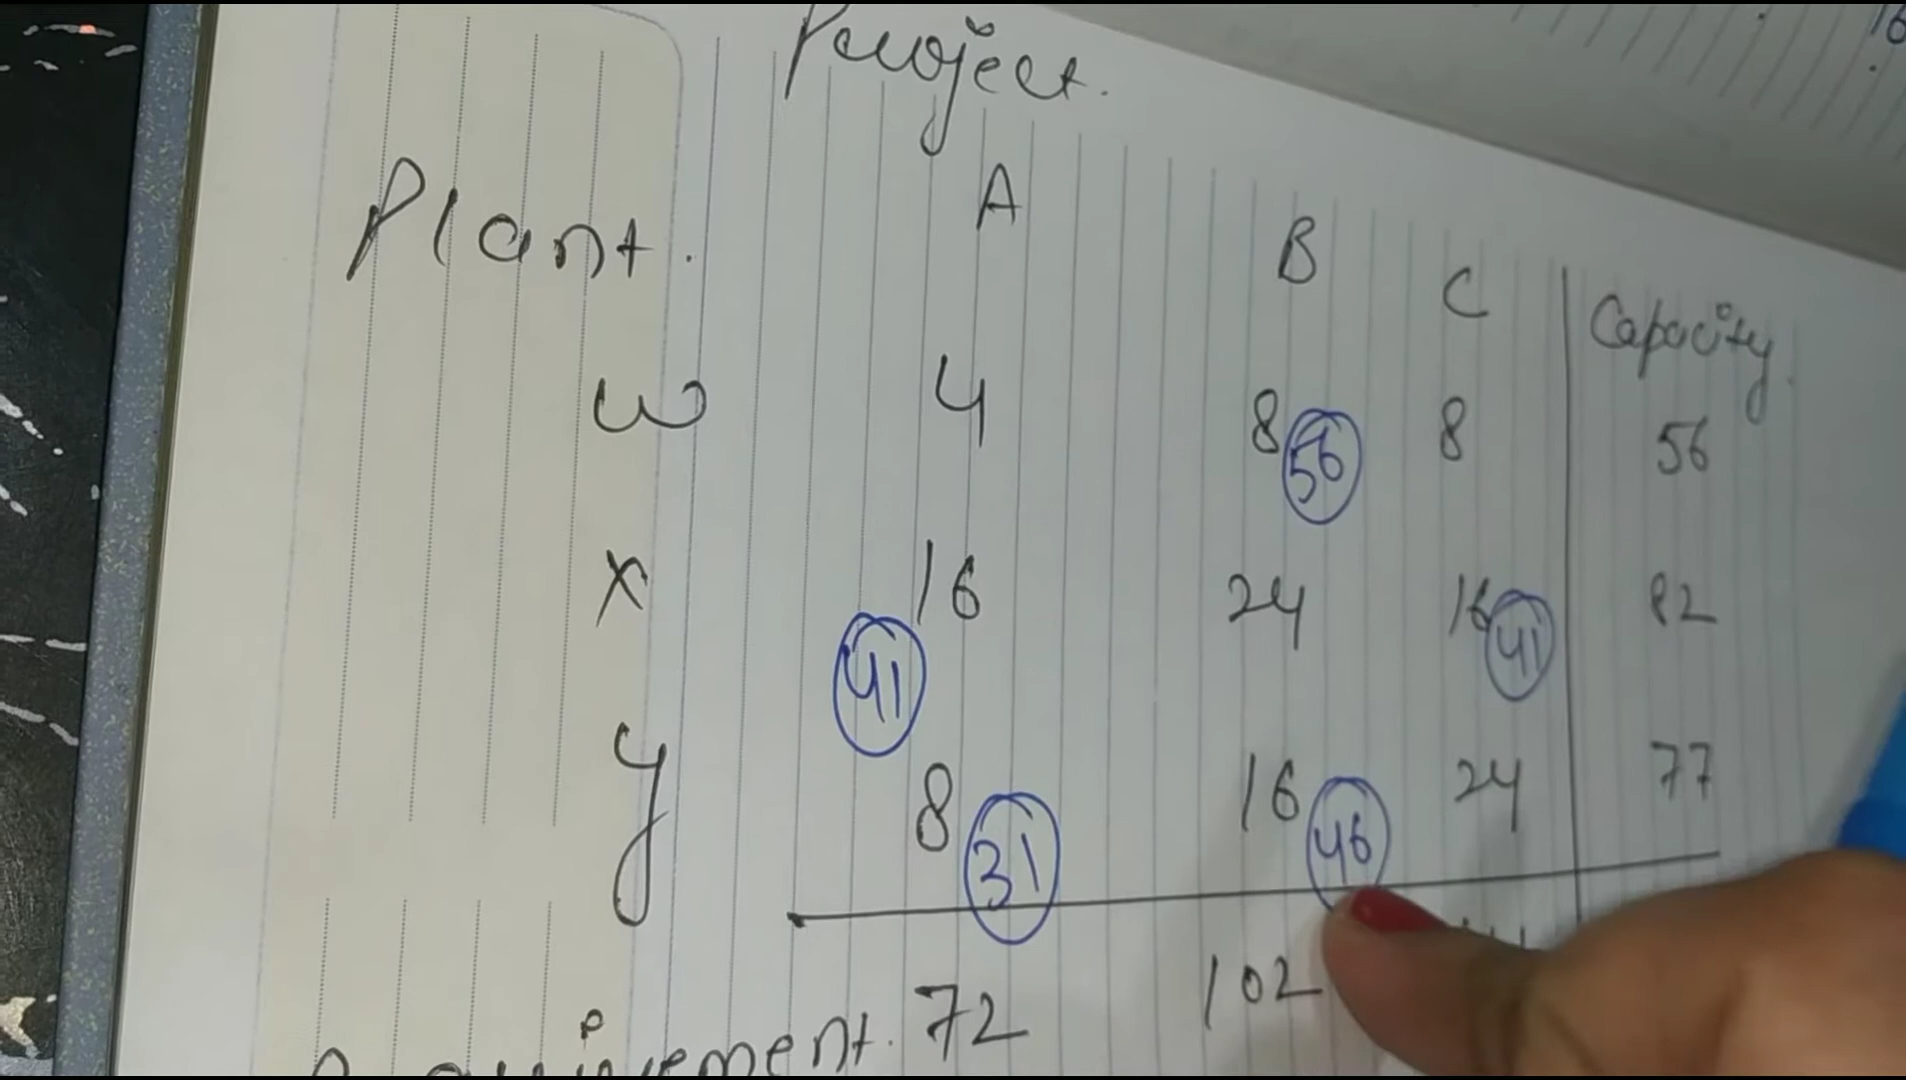 Project.
Plant. A B C Capacity.
W 4 8 56 8 56
X 16 41 24 16 41 82
Y 8 31 16 46 24 77
72 102
16